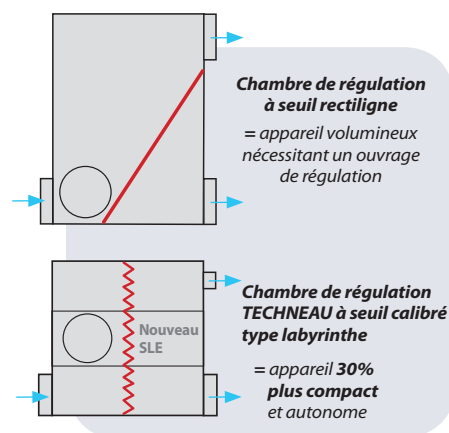 Chambre de régulation
à seuil rectiligne
= appareil volumineux
nécessitant un ouvrage
de régulation
Nouveau
SLE
Chambre de régulation
TECHNEAU à seuil calibré
type labyrinthe
= appareil 30%
plus compact
et autonome